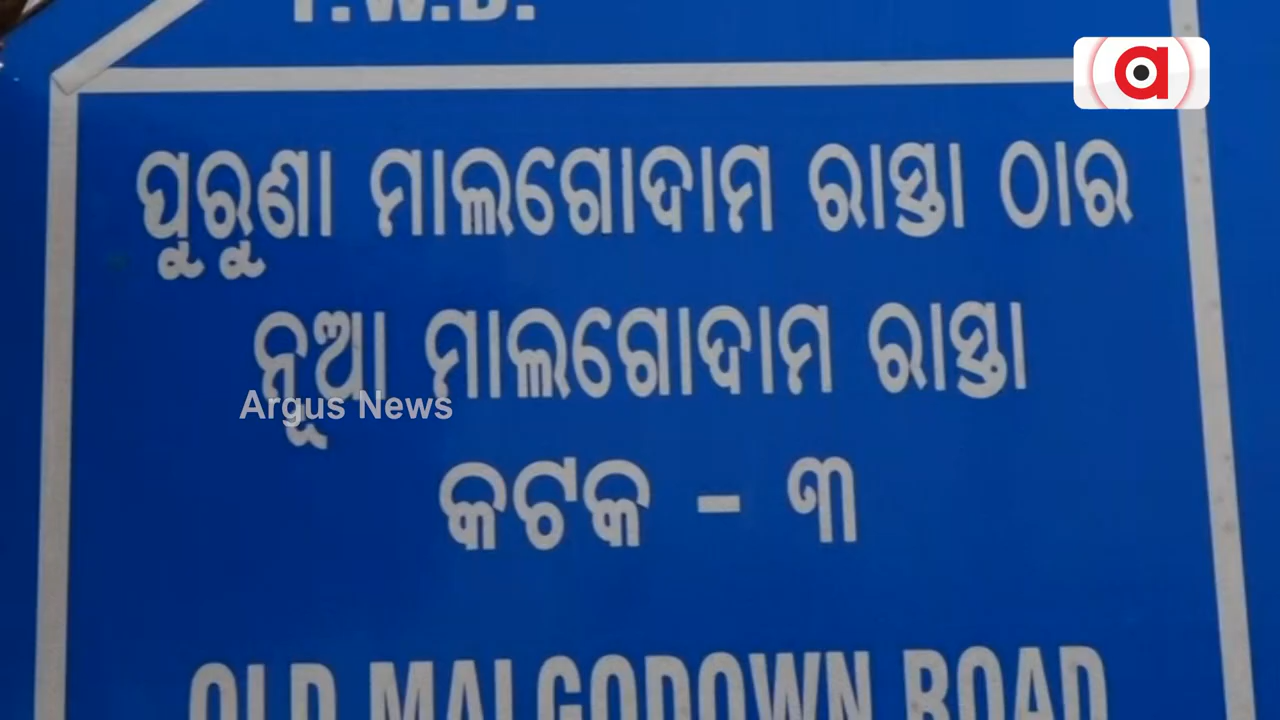 P.W.D.
ପୁରୁଣା ମାଲଗୋଦାମ ରାସ୍ତା ଠାର
ନୂଆ ମାଲଗୋଦାମ ରାସ୍ତା
Argus News
କଟକ - ୩
OLD MALGODOWN ROAD